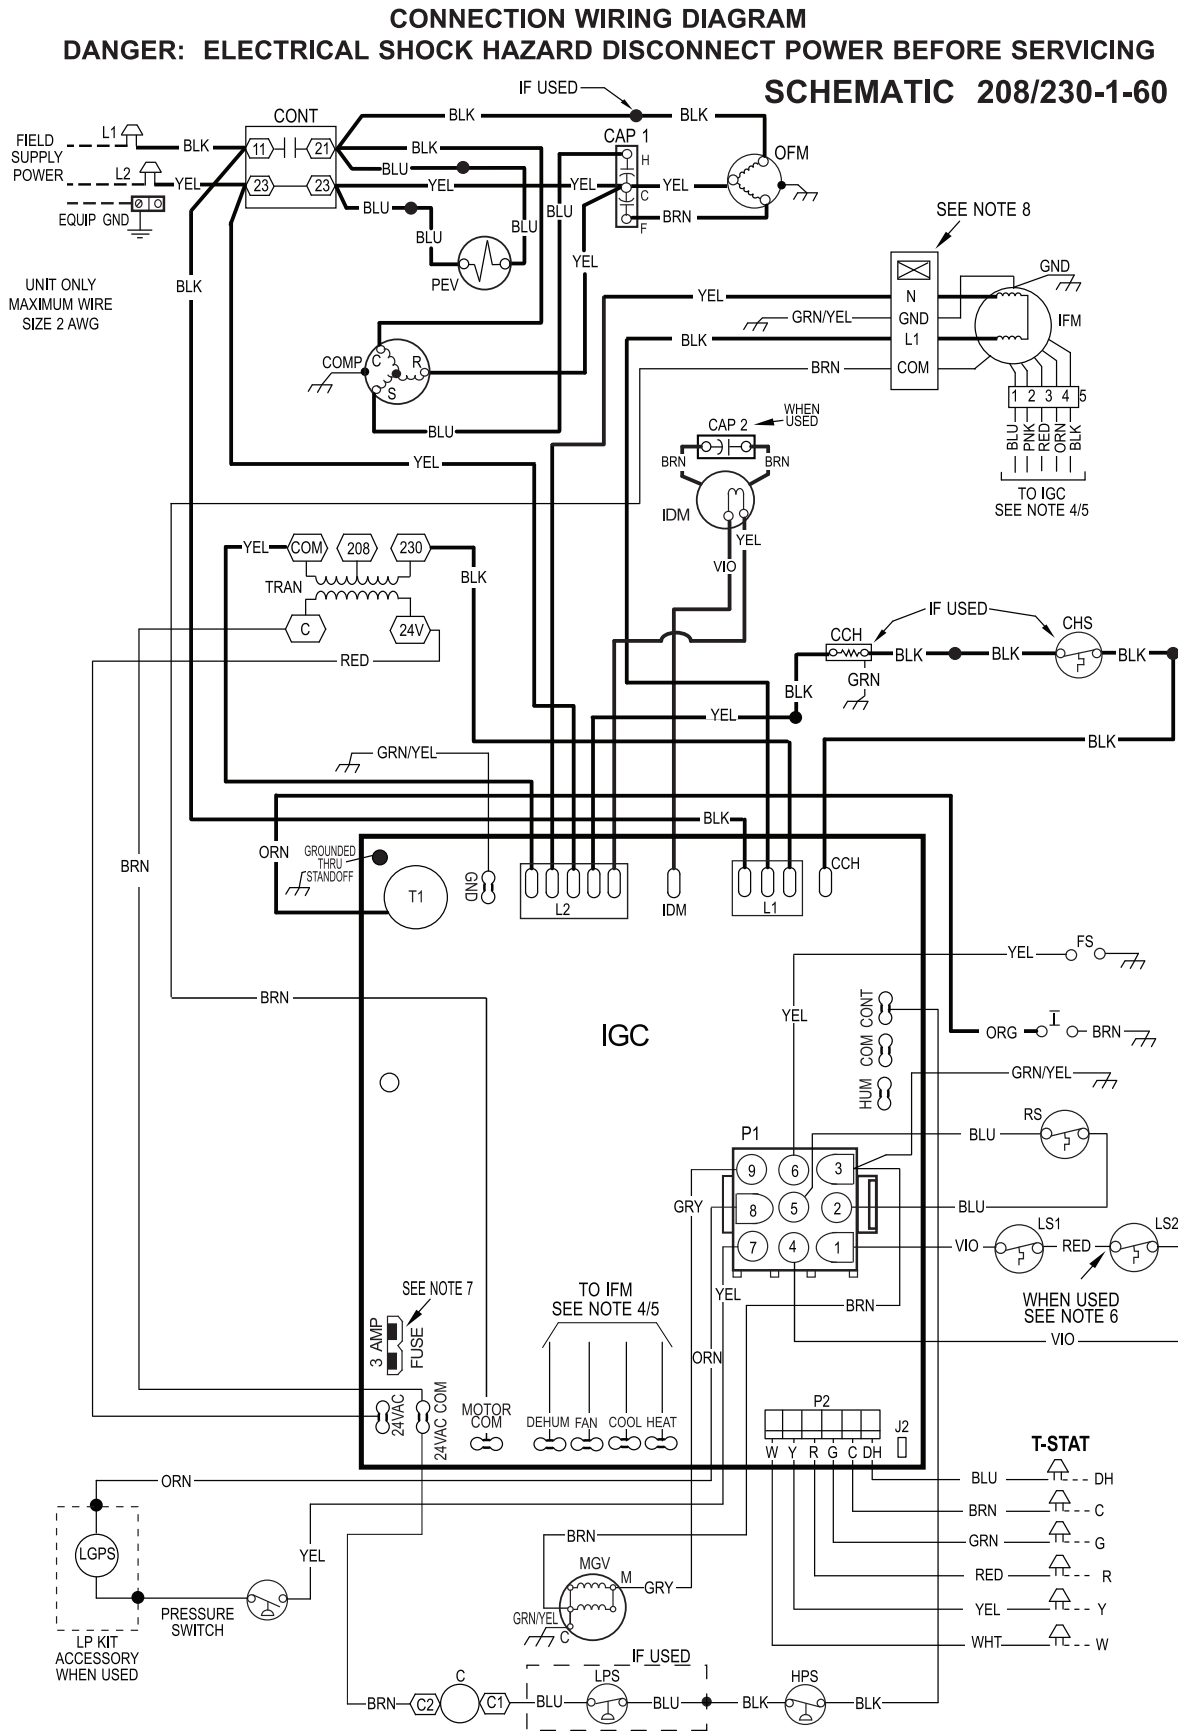 CONNECTION WIRING DIAGRAM
DANGER: ELECTRICAL SHOCK HAZARD DISCONNECT POWER BEFORE SERVICING
SCHEMATIC 208/230-1-60
IF USED
CONT
BLK
BLK
CAP 1
OFM
FIELD
SUPPLY
POWER
L1
BLK
11
21
BLK
H
L2
YEL
23
23
BLU
YEL
YEL
C
YEL
EQUIP GND
BLU
BLU
BLU
BLU
F
BRN
SEE NOTE 8
PEV
YEL
UNIT ONLY
MAXIMUM WIRE
SIZE 2 AWG
BLK
GND
YEL
N
GRN/YEL
GND
IFM
BLK
L1
COMP
C
R
S
BRN
COM
1 2 3 4 5
BLU
PNK
RED
ORN
BLK
TO IGC
SEE NOTE 4/5
BLU
CAP 2
WHEN
USED
YEL
BRN
BRN
IDM
YEL
VIO
YEL
COM
208
230
BLK
TRAN
C
24V
RED
IF USED
CCH
CHS
BLK
BLK
BLK
GRN
BLK
YEL
BLK
GRN/YEL
BLK
BRN
ORN
GROUNDED
THRU
STANDOFF
T1
GND
L2
IDM
L1
CCH
YEL
FS
BRN
YEL
CONT
COM
HUM
IGC
ORG
I
BRN
GRN/YEL
RS
P1
BLU
9
6
3
GRY
8
5
2
BLU
7
4
1
VIO
LS1
RED
LS2
SEE NOTE 7
YEL
TO IFM
SEE NOTE 4/5
BRN
WHEN USED
SEE NOTE 6
VIO
3 AMP
FUSE
ORN
24VAC
24VAC COM
MOTOR
COM
DEHUM
FAN
COOL
HEAT
P2
J2
W Y R G C DH
T-STAT
ORN
BLU
DH
BRN
C
LGPS
YEL
BRN
GRN
G
MGV
M
GRY
RED
R
PRESSURE
SWITCH
GRN/YEL
C
YEL
Y
LP KIT
ACCESSORY
WHEN USED
WHT
W
IF USED
BRN
C2
C
C1
BLU
LPS
BLU
BLK
HPS
BLK